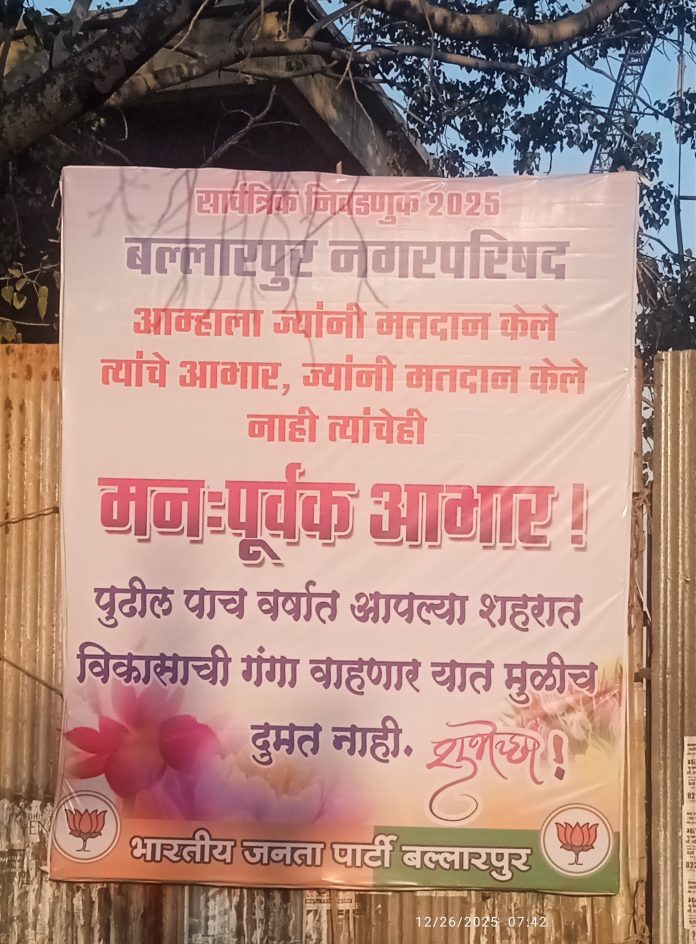 सार्वत्रिक निवडणुक 2025
बल्लारपुर नगरपरिषद
आम्हाला ज्यांनी मतदान केले
त्यांचे आभार, ज्यांनी मतदान केले
नाही त्यांचेही
मनःपूर्वक आभार !
पुढील पाच वर्षात आपल्या शहरात
विकासाची गंगा वाहणार यात मुळीच
दुमत नाही.
शुभेच्छा !
भारतीय जनता पार्टी बल्लारपुर
12/26/2025 07:42